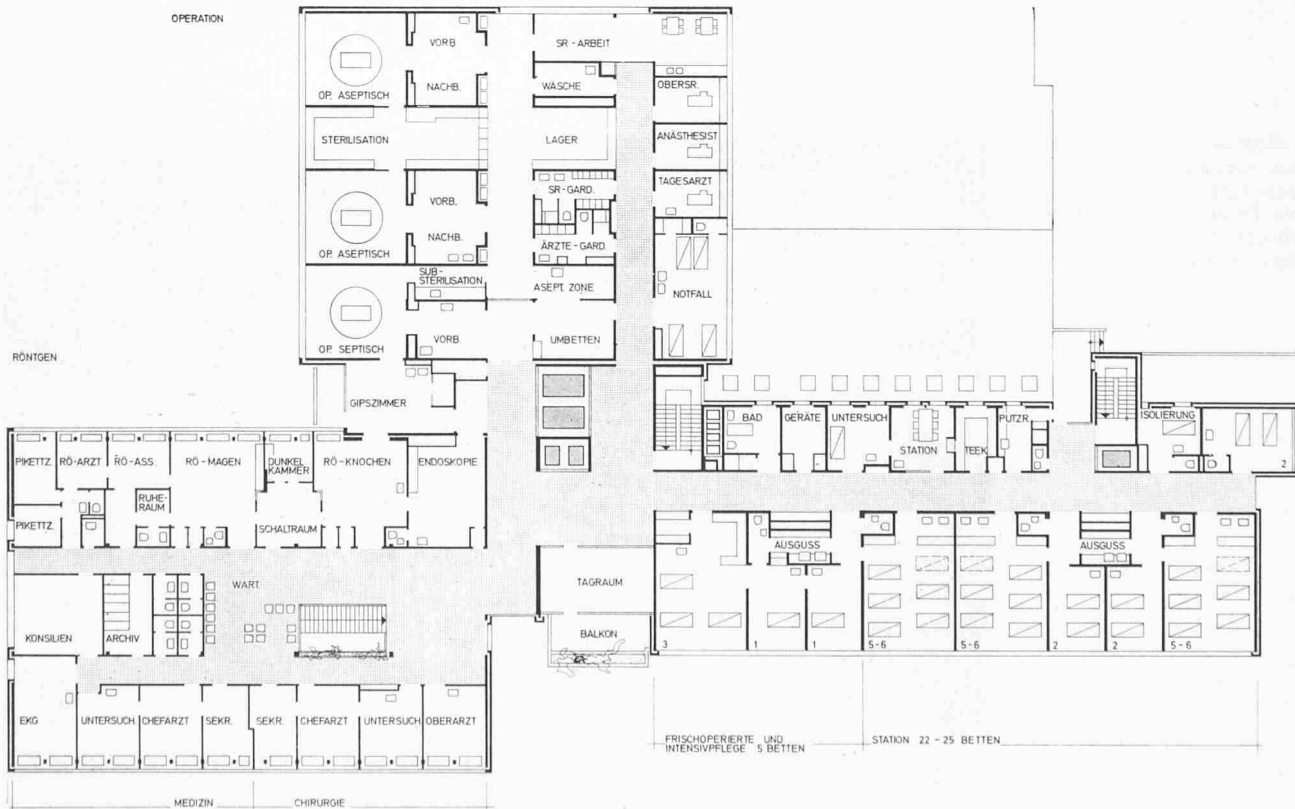 OPERATION
VORB
SR - ARBEIT
OP. ASEPTISCH
NACHB.
WÄSCHE
OBERSR.
STERILISATION
LAGER
ANÄSTHESIST
TAGESARZT
SR-GARD.
VORB.
NACHB.
OP. ASEPTISCH
ÄRZTE - GARD.
SUB-
STERILISATION
ASEPT. ZONE
NOTFALL
OP. SEPTISCH
VORB.
UMBETTEN
RÖNTGEN
GIPSZIMMER
BAD
GERÄTE
UNTERSUCH
STATION
TEEK.
PUTZR.
ISOLIERUNG
2
PIKETTZ.
RÖ-ARZT
RÖ-ASS.
RÖ - MAGEN
DUNKEL
KAMMER
RÖ - KNOCHEN
ENDOSKOPIE
RUHE-
RAUM
PIKETTZ.
SCHALTRAUM
AUSGUSS
AUSGUSS
WART.
TAGRAUM
KONSILIEN
ARCHIV
BALKON
3
1
1
5-6
5-6
2
2
5-6
EKG
UNTERSUCH.
CHEFARZT
SEKR.
SEKR.
CHEFARZT
UNTERSUCH.
OBERARZT
FRISCHOPERIERTE UND
INTENSIVPFLEGE 5 BETTEN
STATION 22 - 25 BETTEN
MEDIZIN
CHIRURGIE